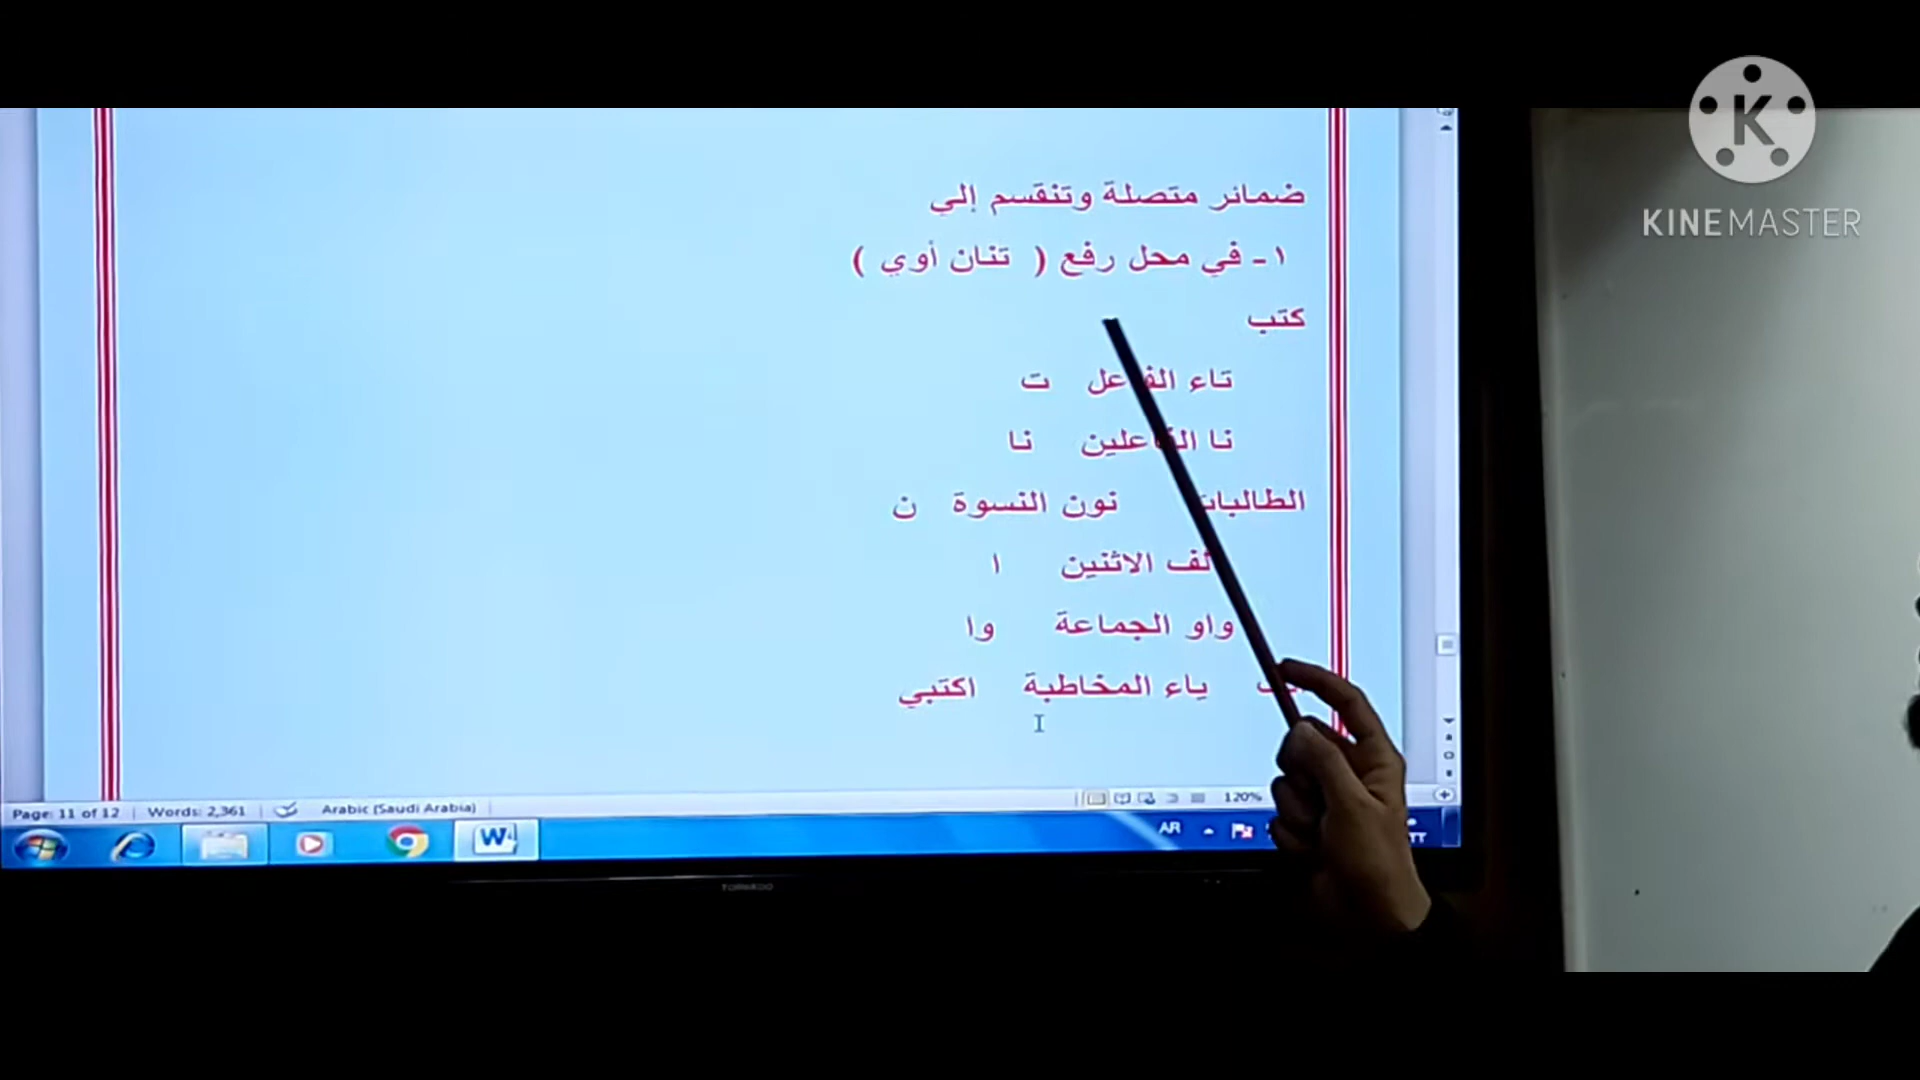 KINEMASTER
ضمائر متصلة وتنقسم إلي
١- في محل رفع ( تنان أوي )
كتب
تاء الفاعل ت
نا الفاعلين نا
الطالبات نون النسوة ن
الاثنين ا
واو الجماعة وا
ياء المخاطبة اكتبي
Page: 11 of 12 Words: 2,361 Arabic (Saudi Arabia) 120%
AR
TORNADO